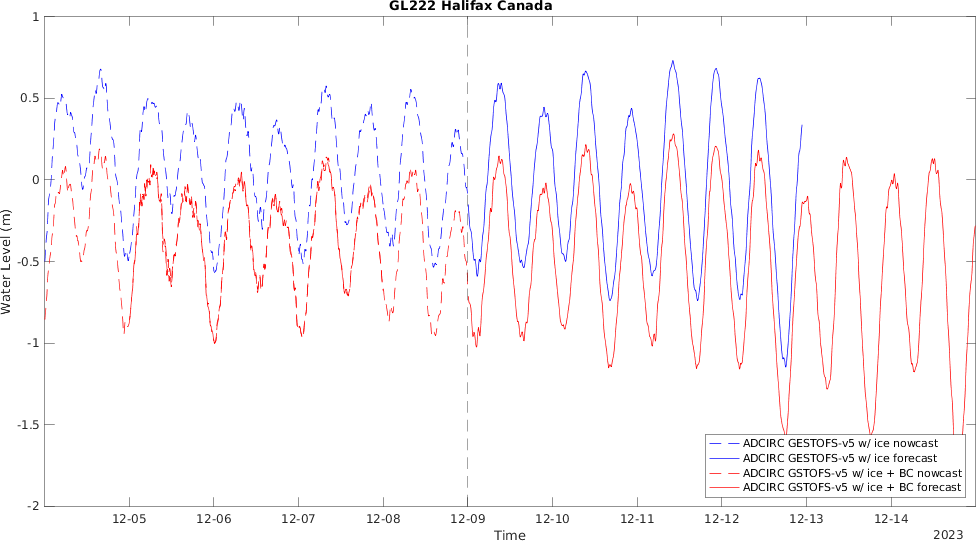 GL222 Halifax Canada
1
0.5
0
-0.5
-1
-1.5
-2
Water Level (m)
12-05 12-06 12-07 12-08 12-09 12-10 12-11 12-12 12-13 12-14
Time
2023
ADCIRC GESTOFS-v5 w/ ice nowcast
ADCIRC GESTOFS-v5 w/ ice forecast
ADCIRC GSTOFS-v5 w/ ice + BC nowcast
ADCIRC GSTOFS-v5 w/ ice + BC forecast